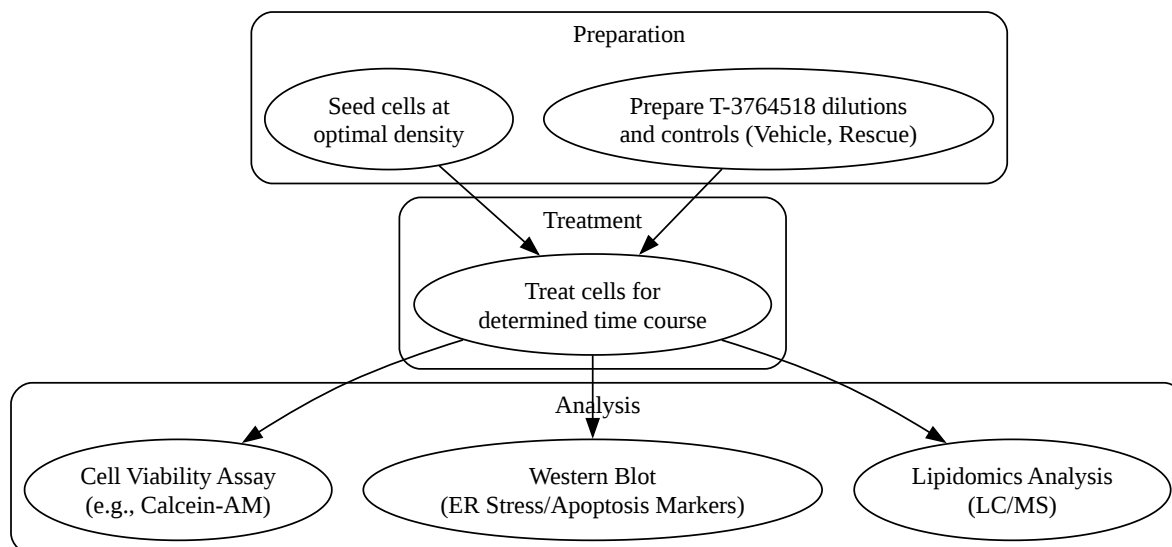 Preparation
Seed cells at
optimal density
Prepare T-3764518 dilutions
and controls (Vehicle, Rescue)
Treatment
Treat cells for
determined time course
Analysis
Cell Viability Assay
(e.g., Calcein-AM)
Western Blot
(ER Stress/Apoptosis Markers)
Lipidomics Analysis
(LC/MS)